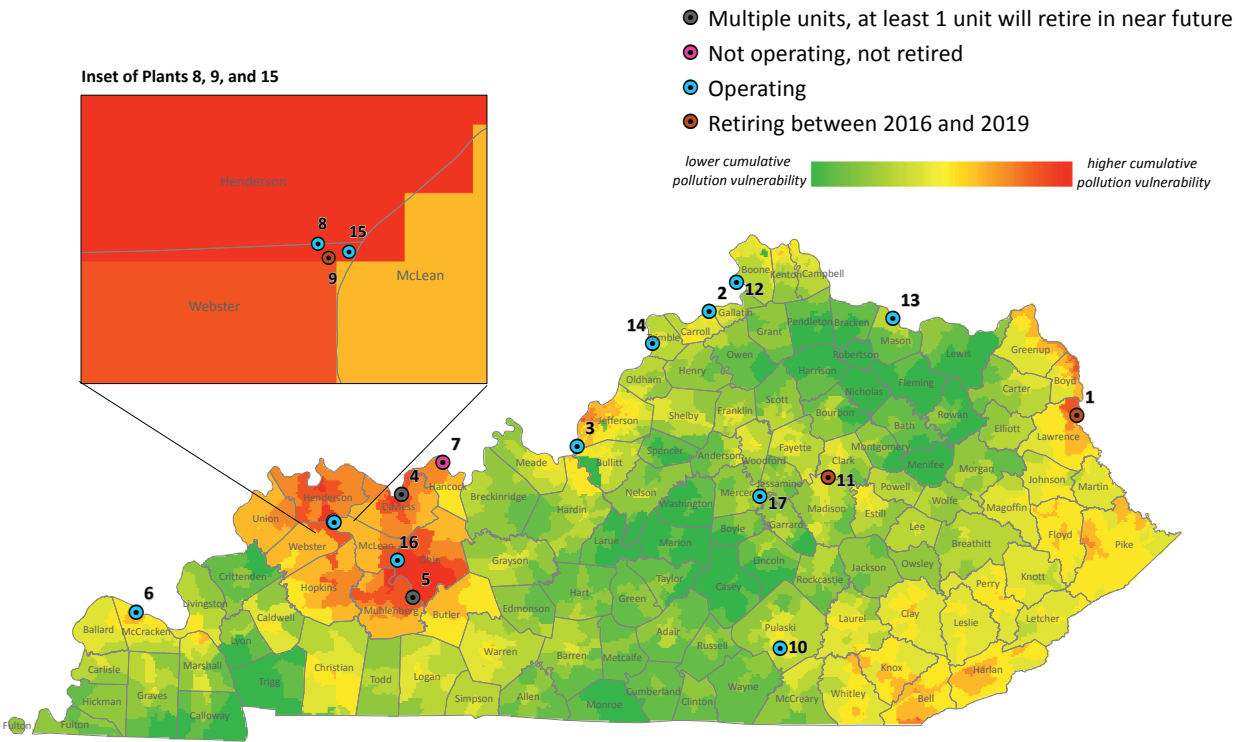 Multiple units, at least 1 unit will retire in near future
Not operating, not retired
Operating
Retiring between 2016 and 2019
lower cumulative
pollution vulnerability
higher cumulative
pollution vulnerability
Inset of Plants 8, 9, and 15
Henderson
8
15
9
McLean
Webster
Boone
Kenton
Campbell
12
2
Gallatin
13
14
Carroll
Pendleton
Bracken
Grant
Mason
Owen
Robertson
Lewis
Greenup
Henry
Harrison
Boyd
Oldham
Nicholas
Fleming
Carter
1
Scott
Shelby
Franklin
Bourbon
Rowan
Jefferson
3
Bath
Elliott
Lawrence
Fayette
Montgomery
Spencer
Anderson
Woodford
Clark
Bullitt
Meade
Menifee
Morgan
7
4
Hancock
Jessamine
11
Powell
Johnson
Martin
Breckinridge
Nelson
Mercer
17
Henderson
Daviess
Washington
Madison
Wolfe
Magoffin
Hardin
Estill
Union
Boyle
Garrard
Lee
Floyd
Pike
16
McLean
Larue
Marion
Breathitt
Webster
Ohio
Grayson
Lincoln
Owsley
Jackson
Knott
Crittenden
5
Taylor
Rockcastle
Perry
Hopkins
Hart
Casey
Green
6
Livingston
Muhlenberg
Edmonson
Butler
Clay
Caldwell
Laurel
Leslie
Letcher
Ballard
McCracken
Pulaski
Adair
Lyon
Russell
10
Warren
Barren
Metcalfe
Carlisle
Marshall
Christian
Knox
Harlan
Trigg
Todd
Logan
Wayne
Whitley
Graves
Cumberland
McCreary
Bell
Hickman
Simpson
Allen
Monroe
Clinton
Calloway
Fulton
Fulton